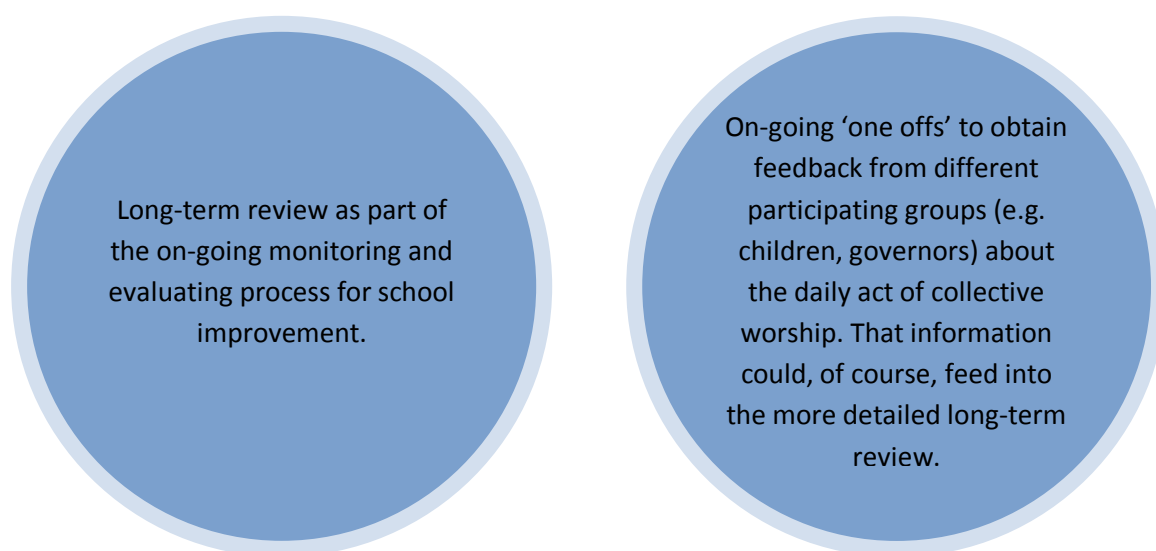 Long-term review as part of
the on-going monitoring and
evaluating process for school
improvement.
On-going ‘one offs’ to obtain
feedback from different
participating groups (e.g.
children, governors) about
the daily act of collective
worship. That information
could, of course, feed into
the more detailed long-term
review.